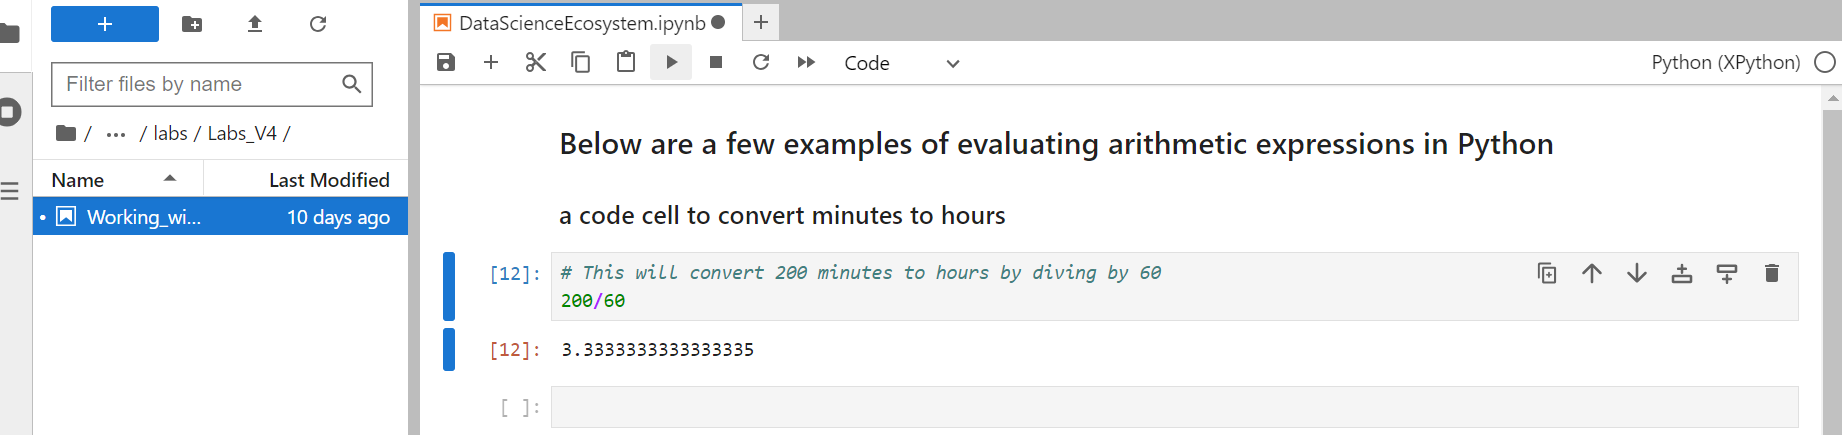 Filter files by name
/ ... / labs / Labs_V4 /
Name Last Modified
Working_wi... 10 days ago
DataScienceEcosystem.ipynb
Code Python (XPython)
Below are a few examples of evaluating arithmetic expressions in Python
a code cell to convert minutes to hours
[12]: # This will convert 200 minutes to hours by diving by 60
200/60
[12]: 3.3333333333333335
[ ]: